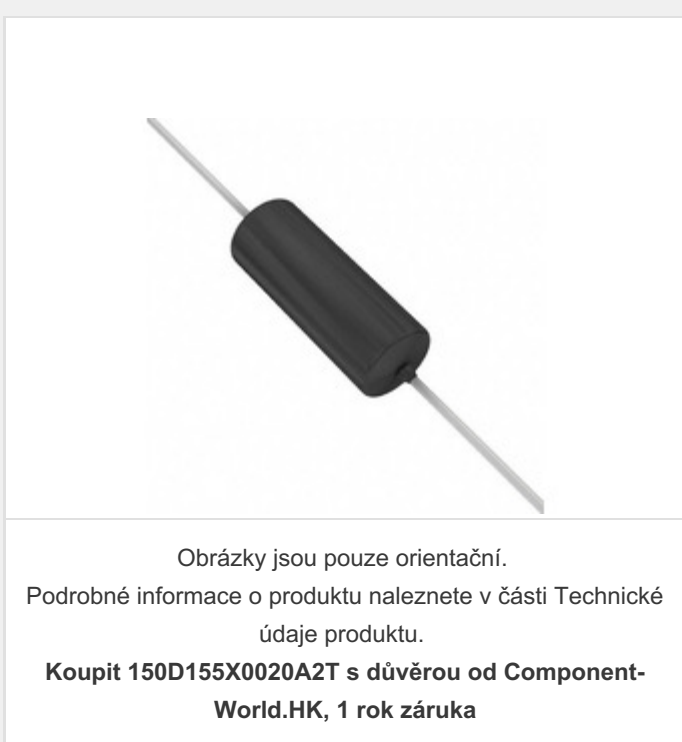 Obrázky jsou pouze orientační.
Podrobné informace o produktu naleznete v části Technické
údaje produktu.
Koupit 150D155X0020A2T s důvěrou od Component-
World.HK, 1 rok záruka